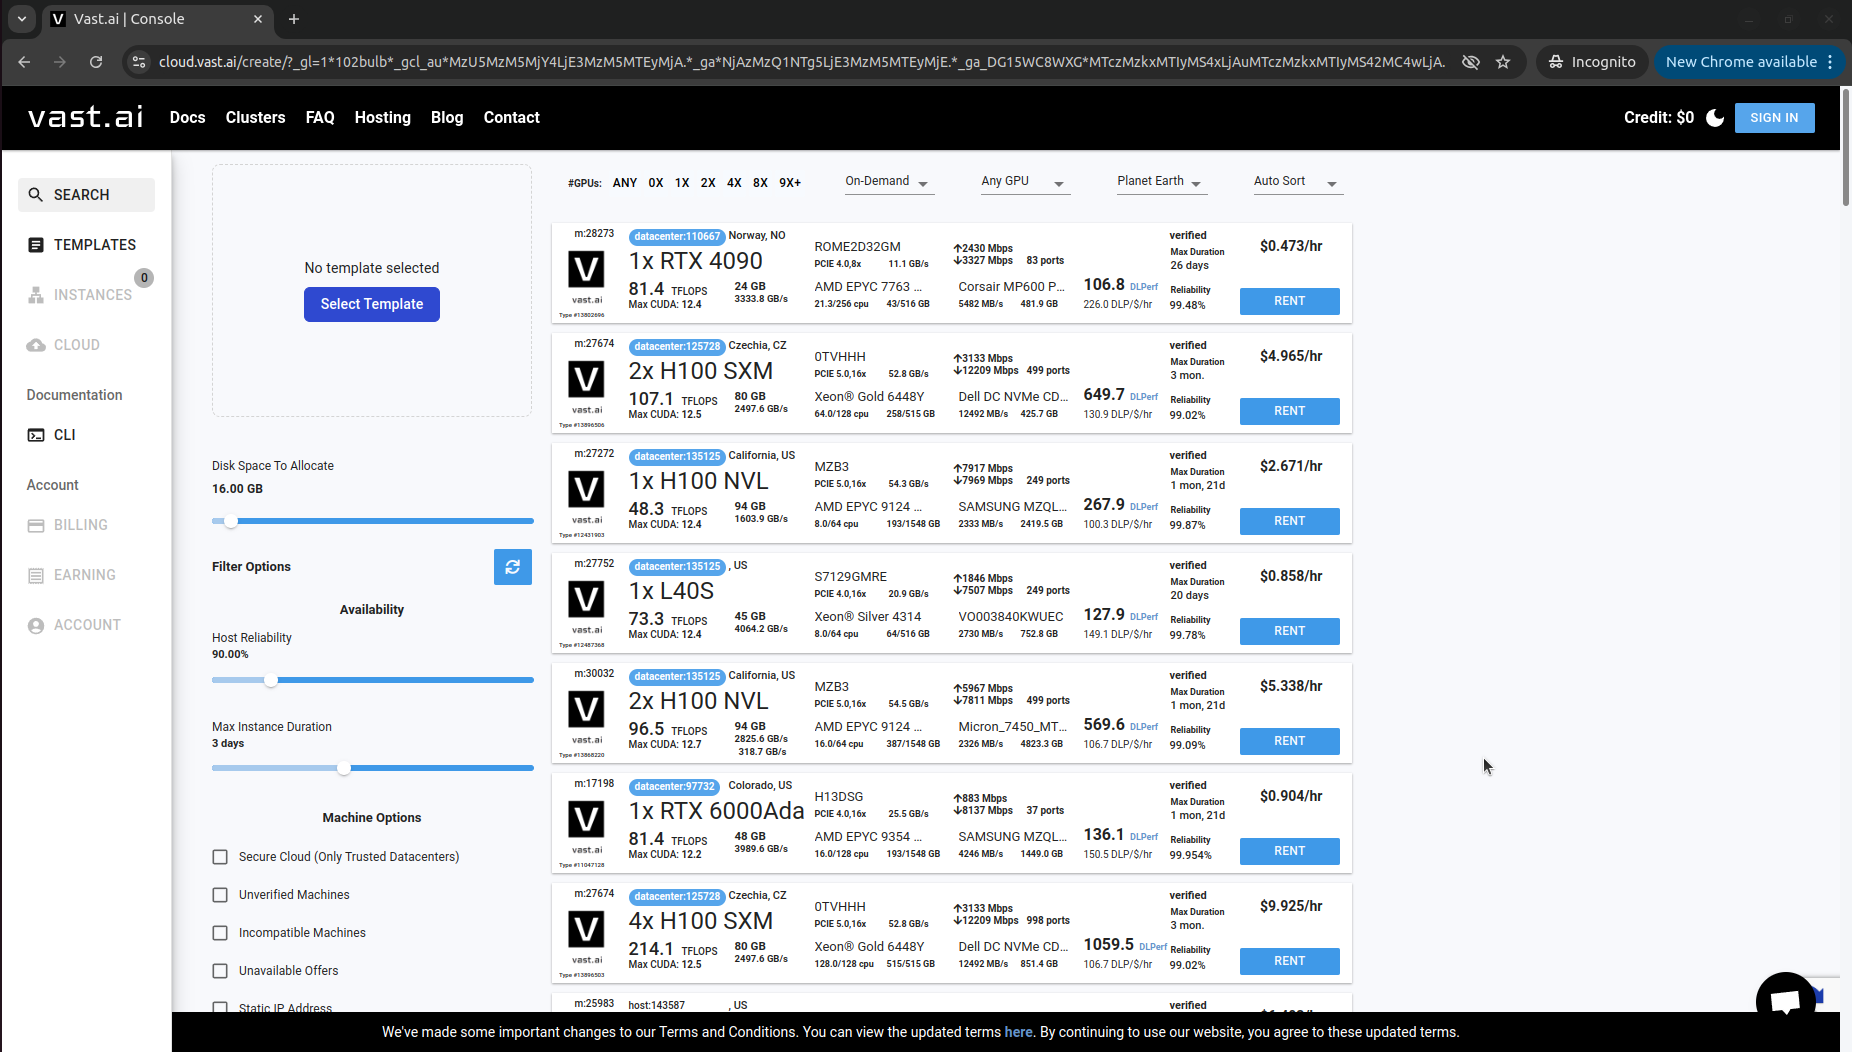 Vast.ai | Console
cloud.vast.ai/create/?_gl=1*102bulb*_gcl_au*MzU5MzM5MjY4LjE3MzM5MTEyMjA.*_ga*NjAzMzQ1NTg5LjE3MzM5MTEyMjE.*_ga_DG15WC8WXG*MTczMzkxMTIyMS4xLjAuMTczMzkxMTIyMS42MC4wLjA.
Incognito
New Chrome available
vast.ai Docs Clusters FAQ Hosting Blog Contact Credit: $0 SIGN IN
SEARCH
TEMPLATES
0
INSTANCES
CLOUD
Documentation
CLI
Account
BILLING
EARNING
ACCOUNT
No template selected
Select Template
Disk Space To Allocate
16.00 GB
Filter Options
Availability
Host Reliability
90.00%
Max Instance Duration
3 days
Machine Options
Secure Cloud (Only Trusted Datacenters)
Unverified Machines
Incompatible Machines
Unavailable Offers
Static IP Address
#GPUs: ANY 0X 1X 2X 4X 8X 9X+ On-Demand Any GPU Planet Earth Auto Sort
m:28273 datacenter:110667 Norway, NO verified
1x RTX 4090 ROME2D32GM ↑2430 Mbps Max Duration $0.473/hr
PCIE 4.0,8x 11.1 GB/s ↓3327 Mbps 83 ports 26 days
81.4 TFLOPS 24 GB AMD EPYC 7763 ... Corsair MP600 P... 106.8 DLPerf Reliability
vast.ai Max CUDA: 12.4 3333.8 GB/s 21.3/256 cpu 43/516 GB 5482 MB/s 481.9 GB 226.0 DLP/$/hr 99.48% RENT
Type #13802696
m:27674 datacenter:125728 Czechia, CZ verified
2x H100 SXM 0TVHHH ↑3133 Mbps Max Duration $4.965/hr
PCIE 5.0,16x 52.8 GB/s ↓12209 Mbps 499 ports 3 mon.
107.1 TFLOPS 80 GB Xeon® Gold 6448Y Dell DC NVMe CD... 649.7 DLPerf Reliability
vast.ai Max CUDA: 12.5 2497.6 GB/s 64.0/128 cpu 258/515 GB 12492 MB/s 425.7 GB 130.9 DLP/$/hr 99.02% RENT
Type #13896506
m:27272 datacenter:135125 California, US verified
1x H100 NVL MZB3 ↑7917 Mbps Max Duration $2.671/hr
PCIE 5.0,16x 54.3 GB/s ↓7969 Mbps 249 ports 1 mon, 21d
48.3 TFLOPS 94 GB AMD EPYC 9124 ... SAMSUNG MZQL... 267.9 DLPerf Reliability
vast.ai Max CUDA: 12.4 1603.9 GB/s 8.0/64 cpu 193/1548 GB 2333 MB/s 2419.5 GB 100.3 DLP/$/hr 99.87% RENT
Type #12431903
m:27752 datacenter:135125 , US verified
1x L40S S7129GMRE ↑1846 Mbps Max Duration $0.858/hr
PCIE 4.0,16x 20.9 GB/s ↓7507 Mbps 249 ports 20 days
73.3 TFLOPS 45 GB Xeon® Silver 4314 VO003840KWUEC 127.9 DLPerf Reliability
vast.ai Max CUDA: 12.4 4064.2 GB/s 8.0/64 cpu 64/516 GB 2730 MB/s 752.8 GB 149.1 DLP/$/hr 99.78% RENT
Type #12487368
m:30032 datacenter:135125 California, US verified
2x H100 NVL MZB3 ↑5967 Mbps Max Duration $5.338/hr
PCIE 5.0,16x 54.5 GB/s ↓7811 Mbps 499 ports 1 mon, 21d
96.5 TFLOPS 94 GB AMD EPYC 9124 ... Micron_7450_MT... 569.6 DLPerf Reliability
vast.ai Max CUDA: 12.7 2825.6 GB/s 16.0/64 cpu 387/1548 GB 2326 MB/s 4823.3 GB 106.7 DLP/$/hr 99.09% RENT
318.7 GB/s
Type #13868220
m:17198 datacenter:97732 Colorado, US verified
1x RTX 6000Ada H13DSG ↑883 Mbps Max Duration $0.904/hr
PCIE 4.0,16x 25.5 GB/s ↓8137 Mbps 37 ports 1 mon, 21d
81.4 TFLOPS 48 GB AMD EPYC 9354 ... SAMSUNG MZQL... 136.1 DLPerf Reliability
vast.ai Max CUDA: 12.2 3989.6 GB/s 16.0/128 cpu 193/1548 GB 4246 MB/s 1449.0 GB 150.5 DLP/$/hr 99.954% RENT
Type #11047128
m:27674 datacenter:125728 Czechia, CZ verified
4x H100 SXM 0TVHHH ↑3133 Mbps Max Duration $9.925/hr
PCIE 5.0,16x 52.8 GB/s ↓12209 Mbps 998 ports 3 mon.
214.1 TFLOPS 80 GB Xeon® Gold 6448Y Dell DC NVMe CD... 1059.5 DLPerf Reliability
vast.ai Max CUDA: 12.5 2497.6 GB/s 128.0/128 cpu 515/515 GB 12492 MB/s 851.4 GB 106.7 DLP/$/hr 99.02% RENT
Type #13896503
m:25983 host:143587 , US verified
We've made some important changes to our Terms and Conditions. You can view the updated terms here. By continuing to use our website, you agree to these updated terms.